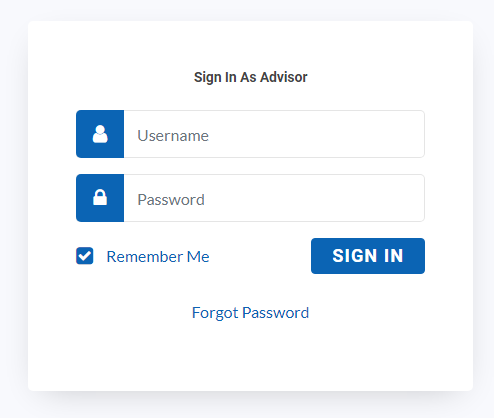 Sign In As Advisor
Username
Password
Remember Me
SIGN IN
Forgot Password